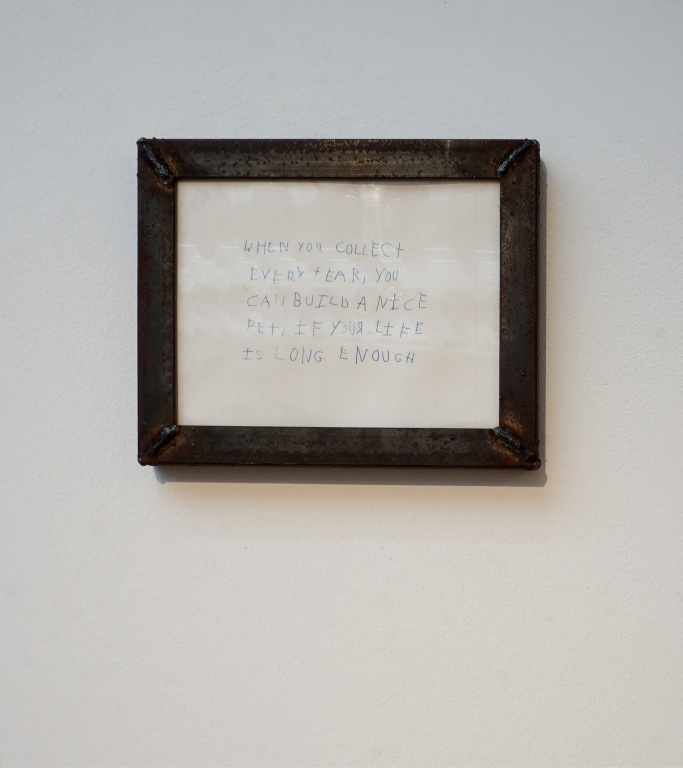 WHEN YOU COLLECT
EVERY TEAR, YOU
CAN BUILD A NICE
PET, IF YOUR LIFE
IS LONG ENOUGH